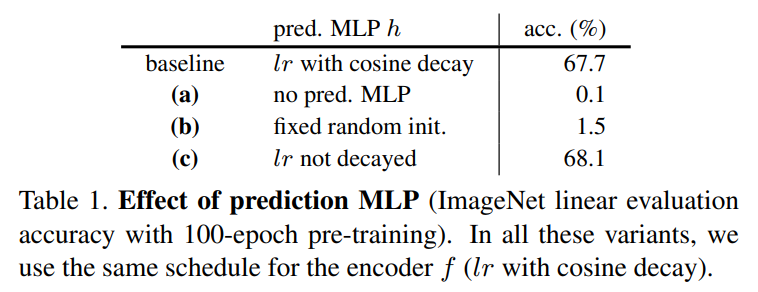 pred. MLP h acc. (%)
baseline lr with cosine decay 67.7
(a) no pred. MLP 0.1
(b) fixed random init. 1.5
(c) lr not decayed 68.1
Table 1. Effect of prediction MLP (ImageNet linear evaluation
accuracy with 100-epoch pre-training). In all these variants, we
use the same schedule for the encoder f (lr with cosine decay).